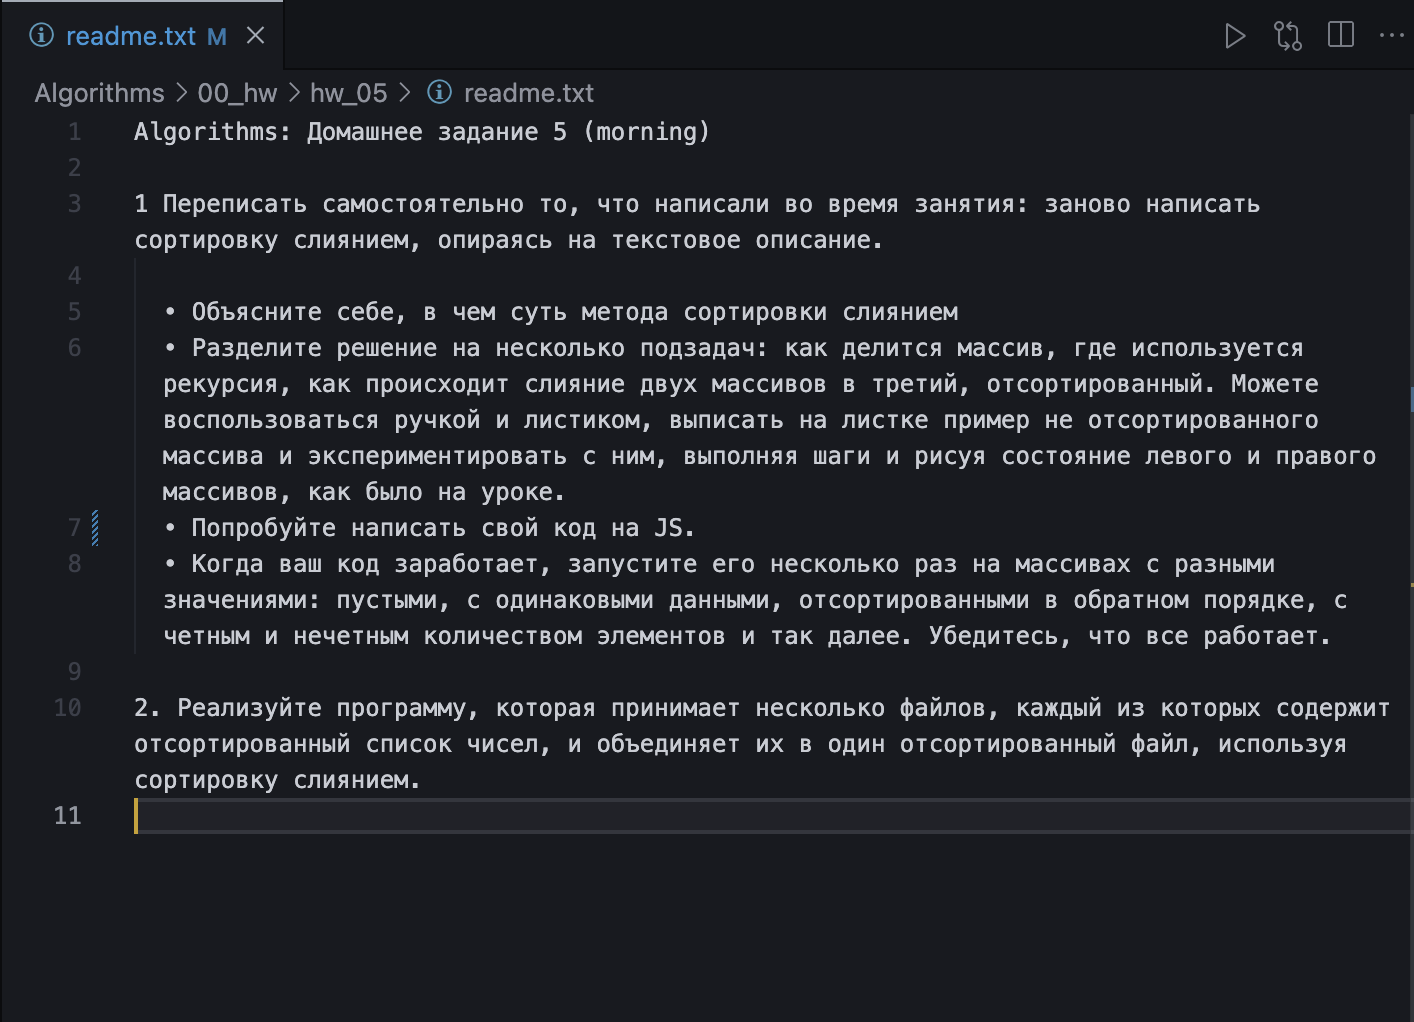 readme.txt M
Algorithms > 00_hw > hw_05 > readme.txt
1 Algorithms: Домашнее задание 5 (morning)
2
3 1 Переписать самостоятельно то, что написали во время занятия: заново написать
сортировку слиянием, опираясь на текстовое описание.
4
5 • Объясните себе, в чем суть метода сортировки слиянием
6 • Разделите решение на несколько подзадач: как делится массив, где используется
рекурсия, как происходит слияние двух массивов в третий, отсортированный. Можете
воспользоваться ручкой и листиком, выписать на листке пример не отсортированного
массива и экспериментировать с ним, выполняя шаги и рисуя состояние левого и правого
массивов, как было на уроке.
7 • Попробуйте написать свой код на JS.
8 • Когда ваш код заработает, запустите его несколько раз на массивах с разными
значениями: пустыми, с одинаковыми данными, отсортированными в обратном порядке, с
четным и нечетным количеством элементов и так далее. Убедитесь, что все работает.
9
10 2. Реализуйте программу, которая принимает несколько файлов, каждый из которых содержит
отсортированный список чисел, и объединяет их в один отсортированный файл, используя
сортировку слиянием.
11